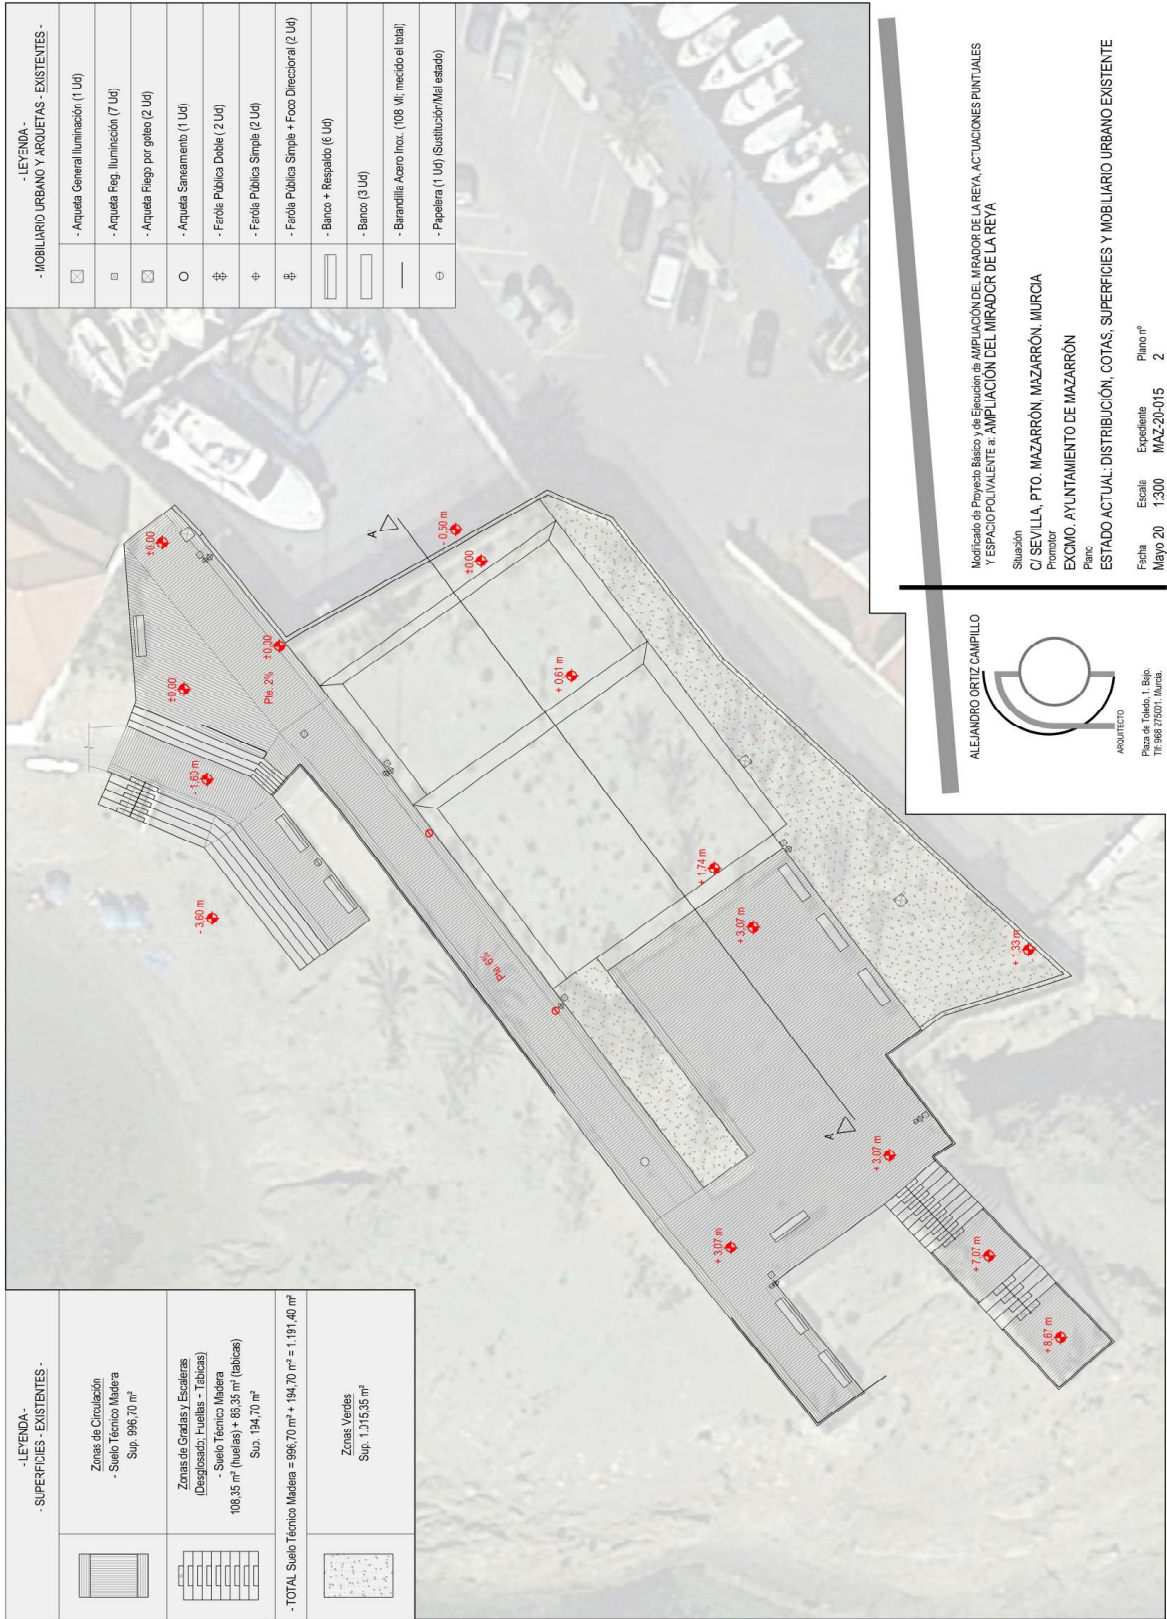 - LEYENDA -
- SUPERFICIES - EXISTENTES -
Zonas de Circulación
- Suelo Técnico Madera
Sup. 996,70 m²
Zonas de Gradas y Escaleras
(Desglosado; Huellas - Tabicas)
- Suelo Técnico Madera
108,35 m² (huellas) + 86,35 m² (tabicas)
Sup. 194,70 m²
- TOTAL Suelo Técnico Madera = 996,70 m² + 194,70 m² = 1.191,40 m²
Zonas Verdes
Sup. 1.015,35 m²
- LEYENDA -
- MOBILIARIO URBANO Y ARQUETAS - EXISTENTES -
- Arqueta General Iluminación (1 Ud)
- Arqueta Reg. Iluminación (7 Ud)
- Arqueta Riego por goteo (2 Ud)
- Arqueta Saneamiento (1 Ud)
- Faróla Pública Doble ( 2 Ud)
- Faróla Pública Simple (2 Ud)
- Faróla Pública Simple + Foco Direccional (2 Ud)
- Banco + Respaldo (6 Ud)
- Banco (3 Ud)
- Barandilla Acero Inox. (108 Ml; mecido el total)
- Papelera (1 Ud) (Sustitución/Mal estado)
±0,00
±0,00
±0,00
Pte. 2%
- 1,60 m
- 3,60 m
A
- 0,50 m
±0,00
+ 0,61 m
+ 1,74 m
+ 3,07 m
Pte. 6%
+ 1,33 m
A
+ 3,07 m
+ 3,07 m
+ 7,07 m
+ 8,67 m
ALEJANDRO ORTIZ CAMPILLO
ARQUITECTO
Plaza de Toledo, 1. Bajo.
Tlf: 968 275031. Murcia.
Modificado de Proyecto Básico y de Ejecución de AMPLIACIÓN DEL MIRADOR DE LA REYA, ACTUACIONES PUNTUALES
Y ESPACIO POLIVALENTE a: AMPLIACIÓN DEL MIRADOR DE LA REYA
Situación
C/ SEVILLA, PTO. MAZARRÓN, MAZARRÓN. MURCIA
Promotor
EXCMO. AYUNTAMIENTO DE MAZARRÓN
Plano
ESTADO ACTUAL: DISTRIBUCIÓN, COTAS, SUPERFICIES Y MOBILIARIO URBANO EXISTENTE
Fecha Escala Expediente Plano nº
Mayo 20 1:300 MAZ-20-015 2